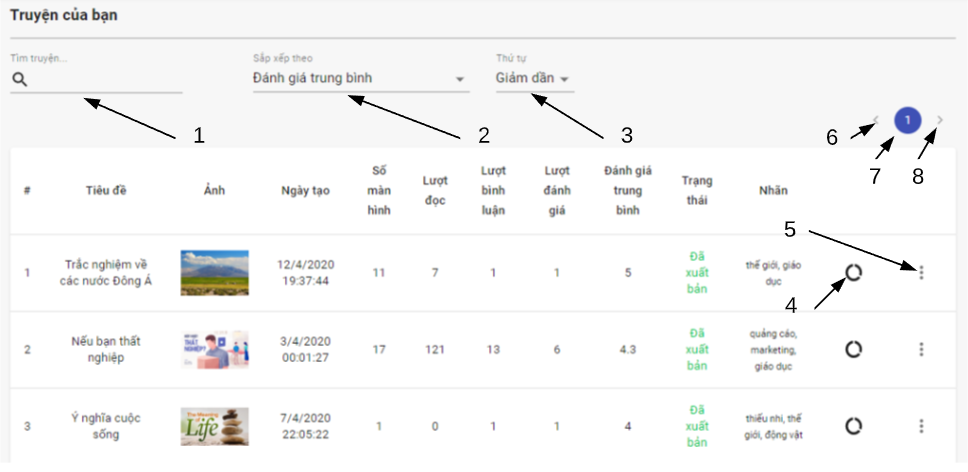 Truyện của bạn
Tìm truyện...
Sắp xếp theo
Thứ tự
Đánh giá trung bình
Giảm dần
1
2
3
6
1
7
8
#
Tiêu đề
Ảnh
Ngày tạo
Số
màn
hình
Lượt
đọc
Lượt
bình
luận
Lượt
đánh
giá
Đánh giá
trung
bình
Trạng
thái
Nhãn
5
1
Trắc nghiệm về
các nước Đông Á
12/4/2020
19:37:44
11
7
1
1
5
Đã
xuất
bản
thế giới, giáo
dục
4
2
Nếu bạn thất
nghiệp
THẤT
NGHIỆP?
3/4/2020
00:01:27
17
121
13
6
4.3
Đã
xuất
bản
quảng cáo,
marketing,
giáo dục
3
Ý nghĩa cuộc
sống
The Meaning
of
Life
7/4/2020
22:05:22
1
0
1
1
4
Đã
xuất
bản
thiếu nhi, thế
giới, động vật